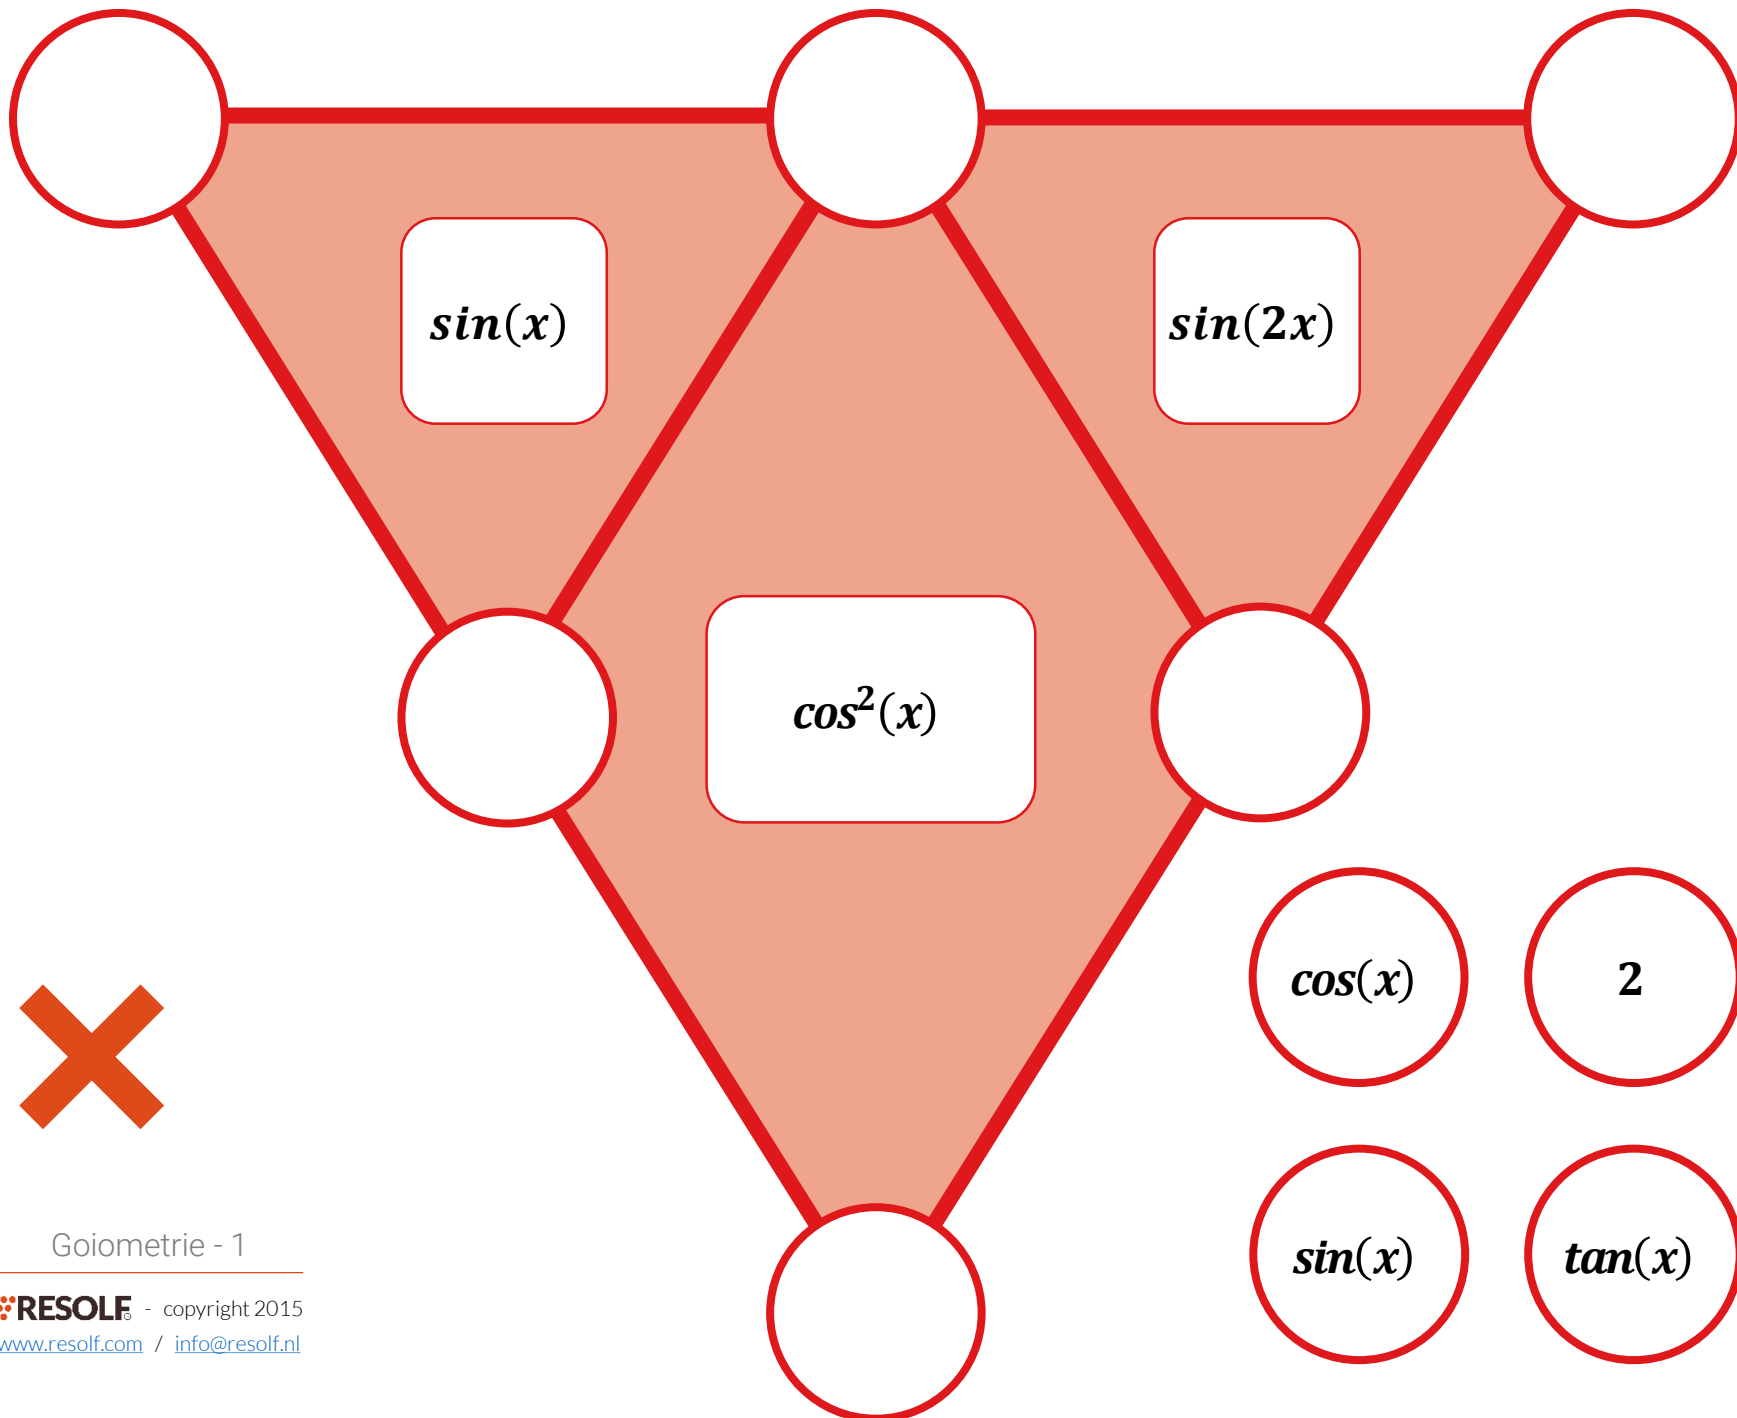 sin(x)
sin(2x)
cos²(x)
cos(x)
2
sin(x)
tan(x)
Goiometrie - 1
RESOLF - copyright 2015
www.resolf.com / info@resolf.nl